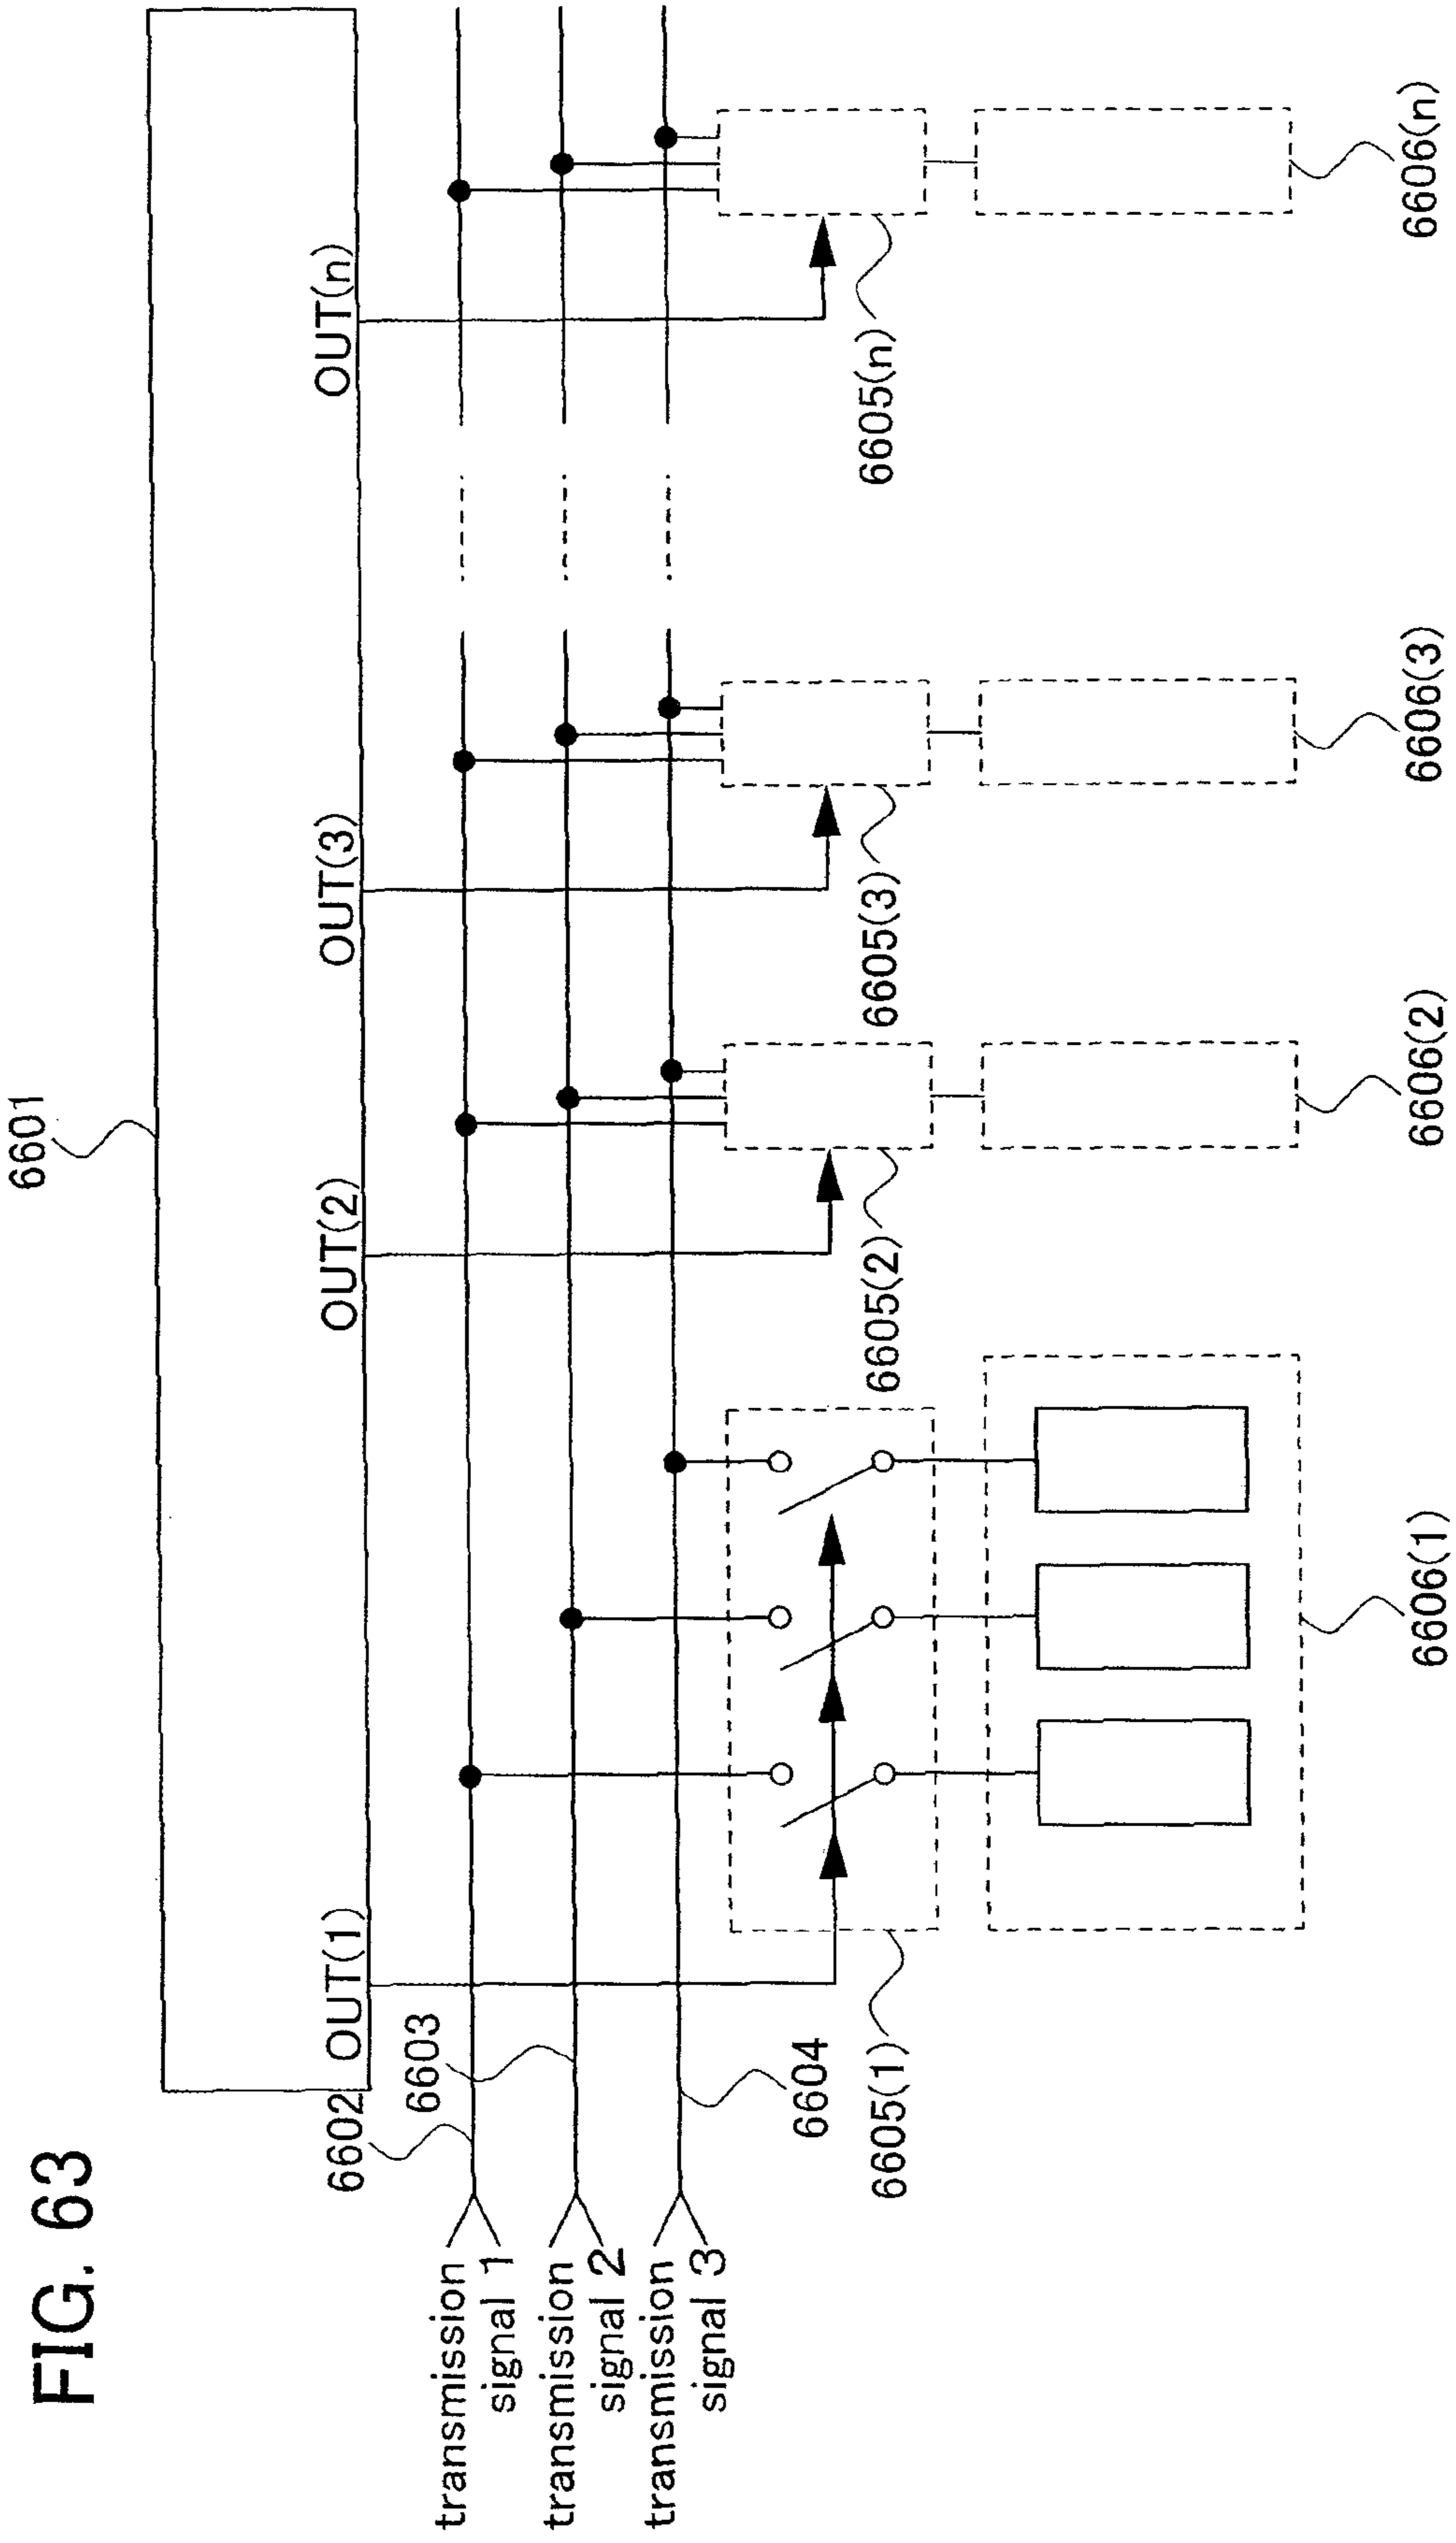 FIG. 63
6601
OUT(1)
OUT(2)
OUT(3)
OUT(n)
6602
6603
6604
transmission
signal 1
transmission
signal 2
transmission
signal 3
6605(1)
6605(2)
6605(3)
6605(n)
6606(1)
6606(2)
6606(3)
6606(n)